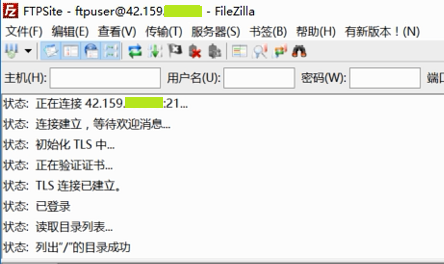 FTPSite - ftpuser@42.159. - FileZilla
文件(F) 编辑(E) 查看(V) 传输(T) 服务器(S) 书签(B) 帮助(H) 有新版本！(N)
主机(H): 用户名(U): 密码(W): 端口
状态: 正在连接 42.159. :21...
状态: 连接建立，等待欢迎消息...
状态: 初始化 TLS 中...
状态: 正在验证证书...
状态: TLS 连接已建立。
状态: 已登录
状态: 读取目录列表...
状态: 列出"/"的目录成功